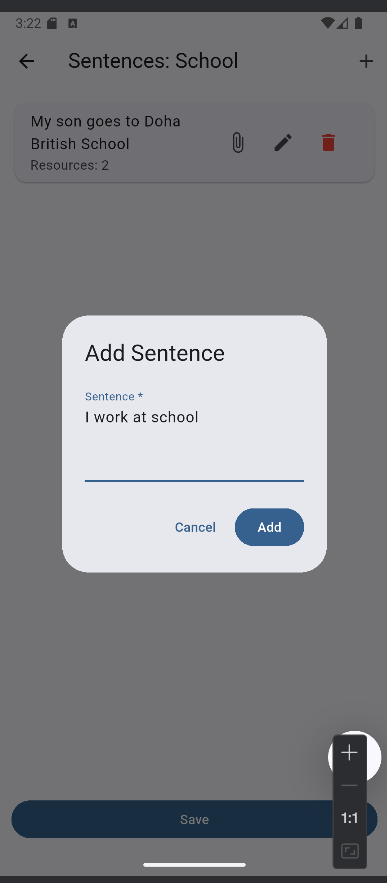 3:22
Sentences: School
My son goes to Doha
British School
Resources: 2
Add Sentence
Sentence *
I work at school
Cancel
Add
1:1
Save